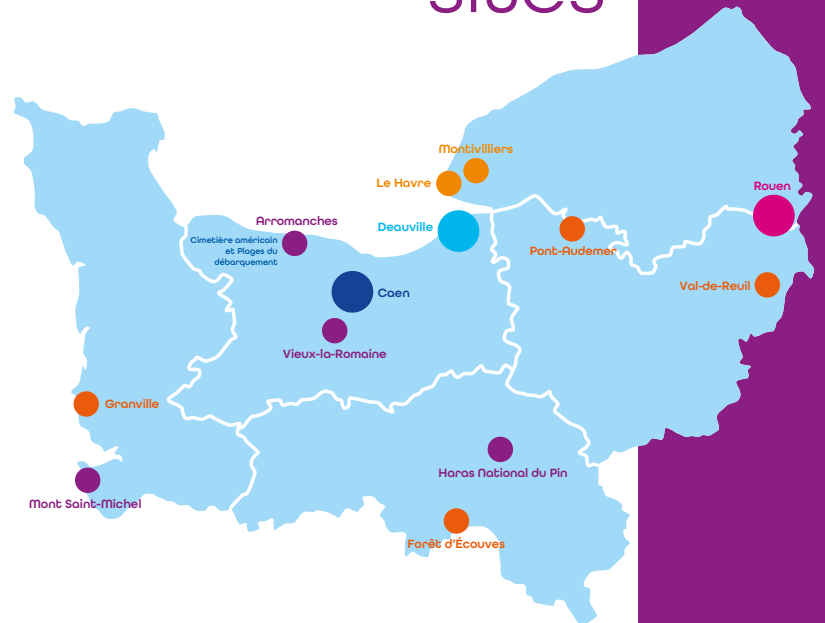 sites
Montivilliers
Le Havre
Rouen
Arromanches
Deauville
Cimetière américain
et Plages du
débarquement
Pont-Audemer
Val-de-Reuil
Caen
Vieux-la-Romaine
Granville
Haras National du Pin
Mont Saint-Michel
Forêt d'Écouves